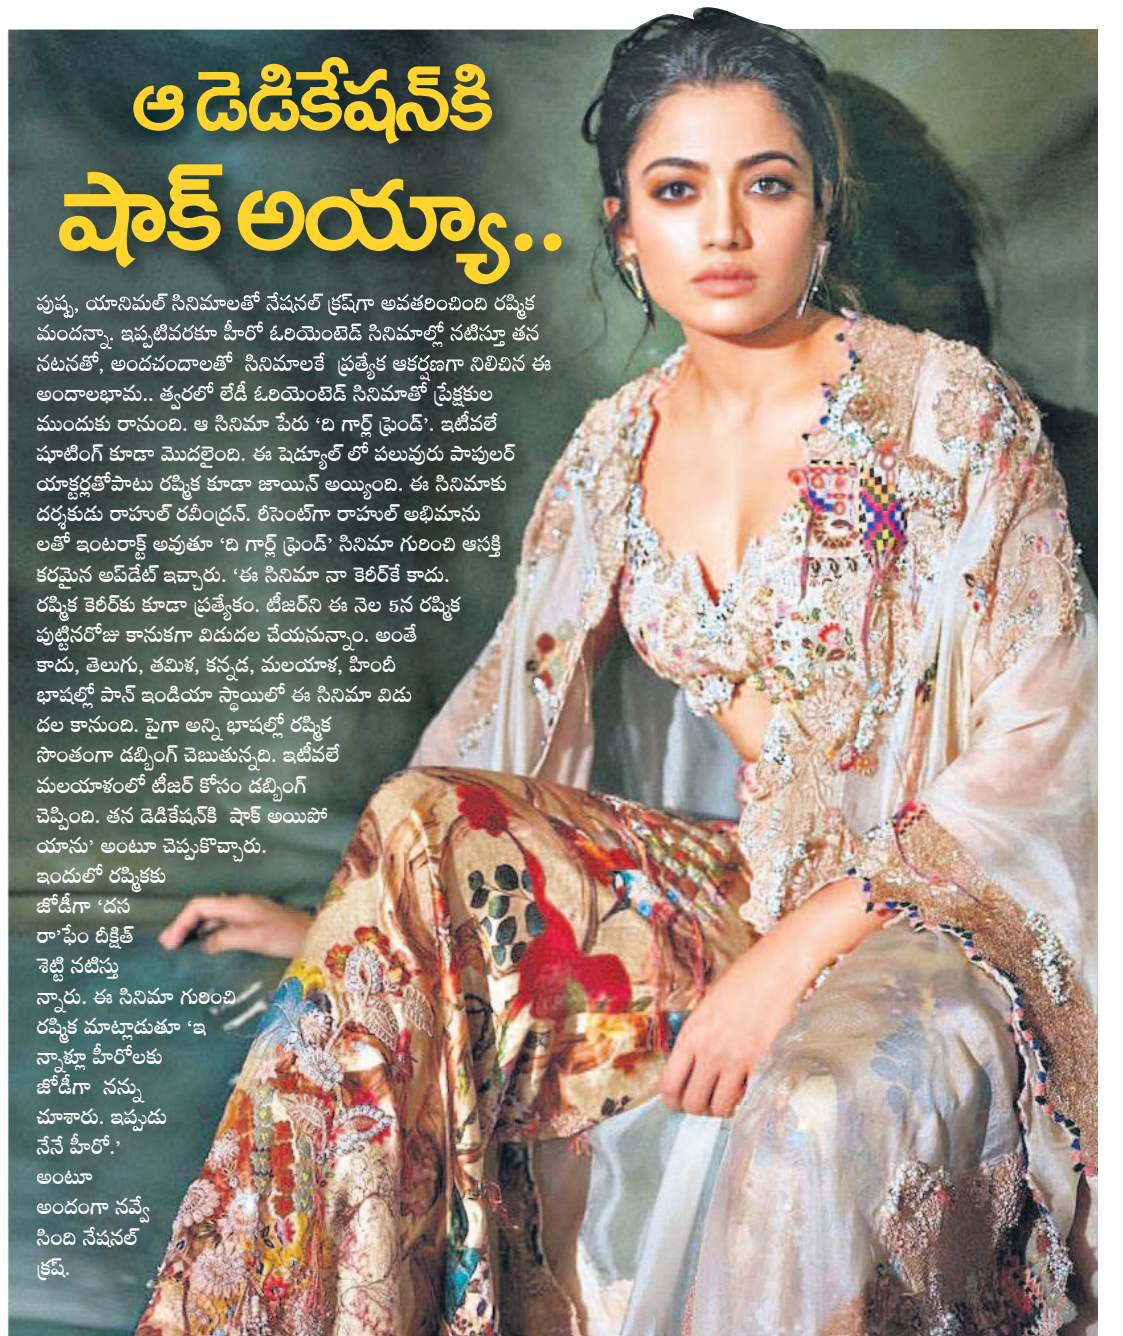 ఆ డెడికేషన్‌కి
షాక్ అయ్యా..
పుష్ప, యానిమల్ సినిమాలతో నేషనల్ క్రష్‌గా అవతరించింది రష్మిక
మందన్నా. ఇప్పటివరకూ హీరో ఓరియెంటెడ్ సినిమాల్లో నటిస్తూ తన
నటనతో, అందచందాలతో సినిమాలకే ప్రత్యేక ఆకర్షణగా నిలిచిన ఈ
అందాలభామ.. త్వరలో లేడీ ఓరియెంటెడ్ సినిమాతో ప్రేక్షకుల
ముందుకు రానుంది. ఆ సినిమా పేరు ‘ది గార్ల్ ఫ్రెండ్’. ఇటీవలే
షూటింగ్ కూడా మొదలైంది. ఈ షెడ్యూల్ లో పలువురు పాపులర్
యాక్టర్లతోపాటు రష్మిక కూడా జాయిన్ అయ్యింది. ఈ సినిమాకు
దర్శకుడు రాహుల్ రవీంద్రన్. రీసెంట్‌గా రాహుల్ అభిమాను
లతో ఇంటరాక్ట్ అవుతూ ‘ది గార్ల్ ఫ్రెండ్’ సినిమా గురించి ఆసక్తి
కరమైన అప్‌డేట్ ఇచ్చారు. ‘ఈ సినిమా నా కెరీర్‌కే కాదు.
రష్మిక కెరీర్‌కు కూడా ప్రత్యేకం. టీజర్‌ని ఈ నెల 5న రష్మిక
పుట్టినరోజు కానుకగా విడుదల చేయనున్నాం. అంతే
కాదు, తెలుగు, తమిళ, కన్నడ, మలయాళ, హిందీ
భాషల్లో పాన్ ఇండియా స్థాయిలో ఈ సినిమా విడు
దల కానుంది. పైగా అన్ని భాషల్లో రష్మిక
సొంతంగా డబ్బింగ్ చెబుతున్నది. ఇటీవలే
మలయాళంలో టీజర్ కోసం డబ్బింగ్
చెప్పింది. తన డెడికేషన్‌కి షాక్ అయిపో
యాను’ అంటూ చెప్పుకొచ్చారు.
ఇందులో రష్మికకు
జోడీగా ‘దస
రా’ఫేం దీక్షిత్
శెట్టి నటిస్తు
న్నారు. ఈ సినిమా గురించి
రష్మిక మాట్లాడుతూ ‘ఇ
న్నాళ్లూ హీరోలకు
జోడీగా నన్ను
చూశారు. ఇప్పుడు
నేనే హీరో.’
అంటూ
అందంగా నవ్వే
సింది నేషనల్
క్రష్.